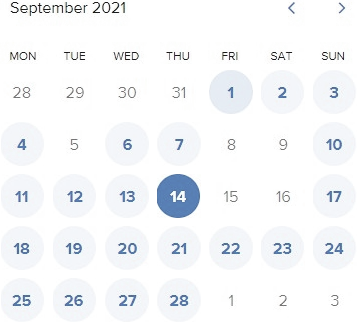 September 2021
MON TUE WED THU FRI SAT SUN
28 29 30 31 1 2 3
4 5 6 7 8 9 10
11 12 13 14 15 16 17
18 19 20 21 22 23 24
25 26 27 28 1 2 3